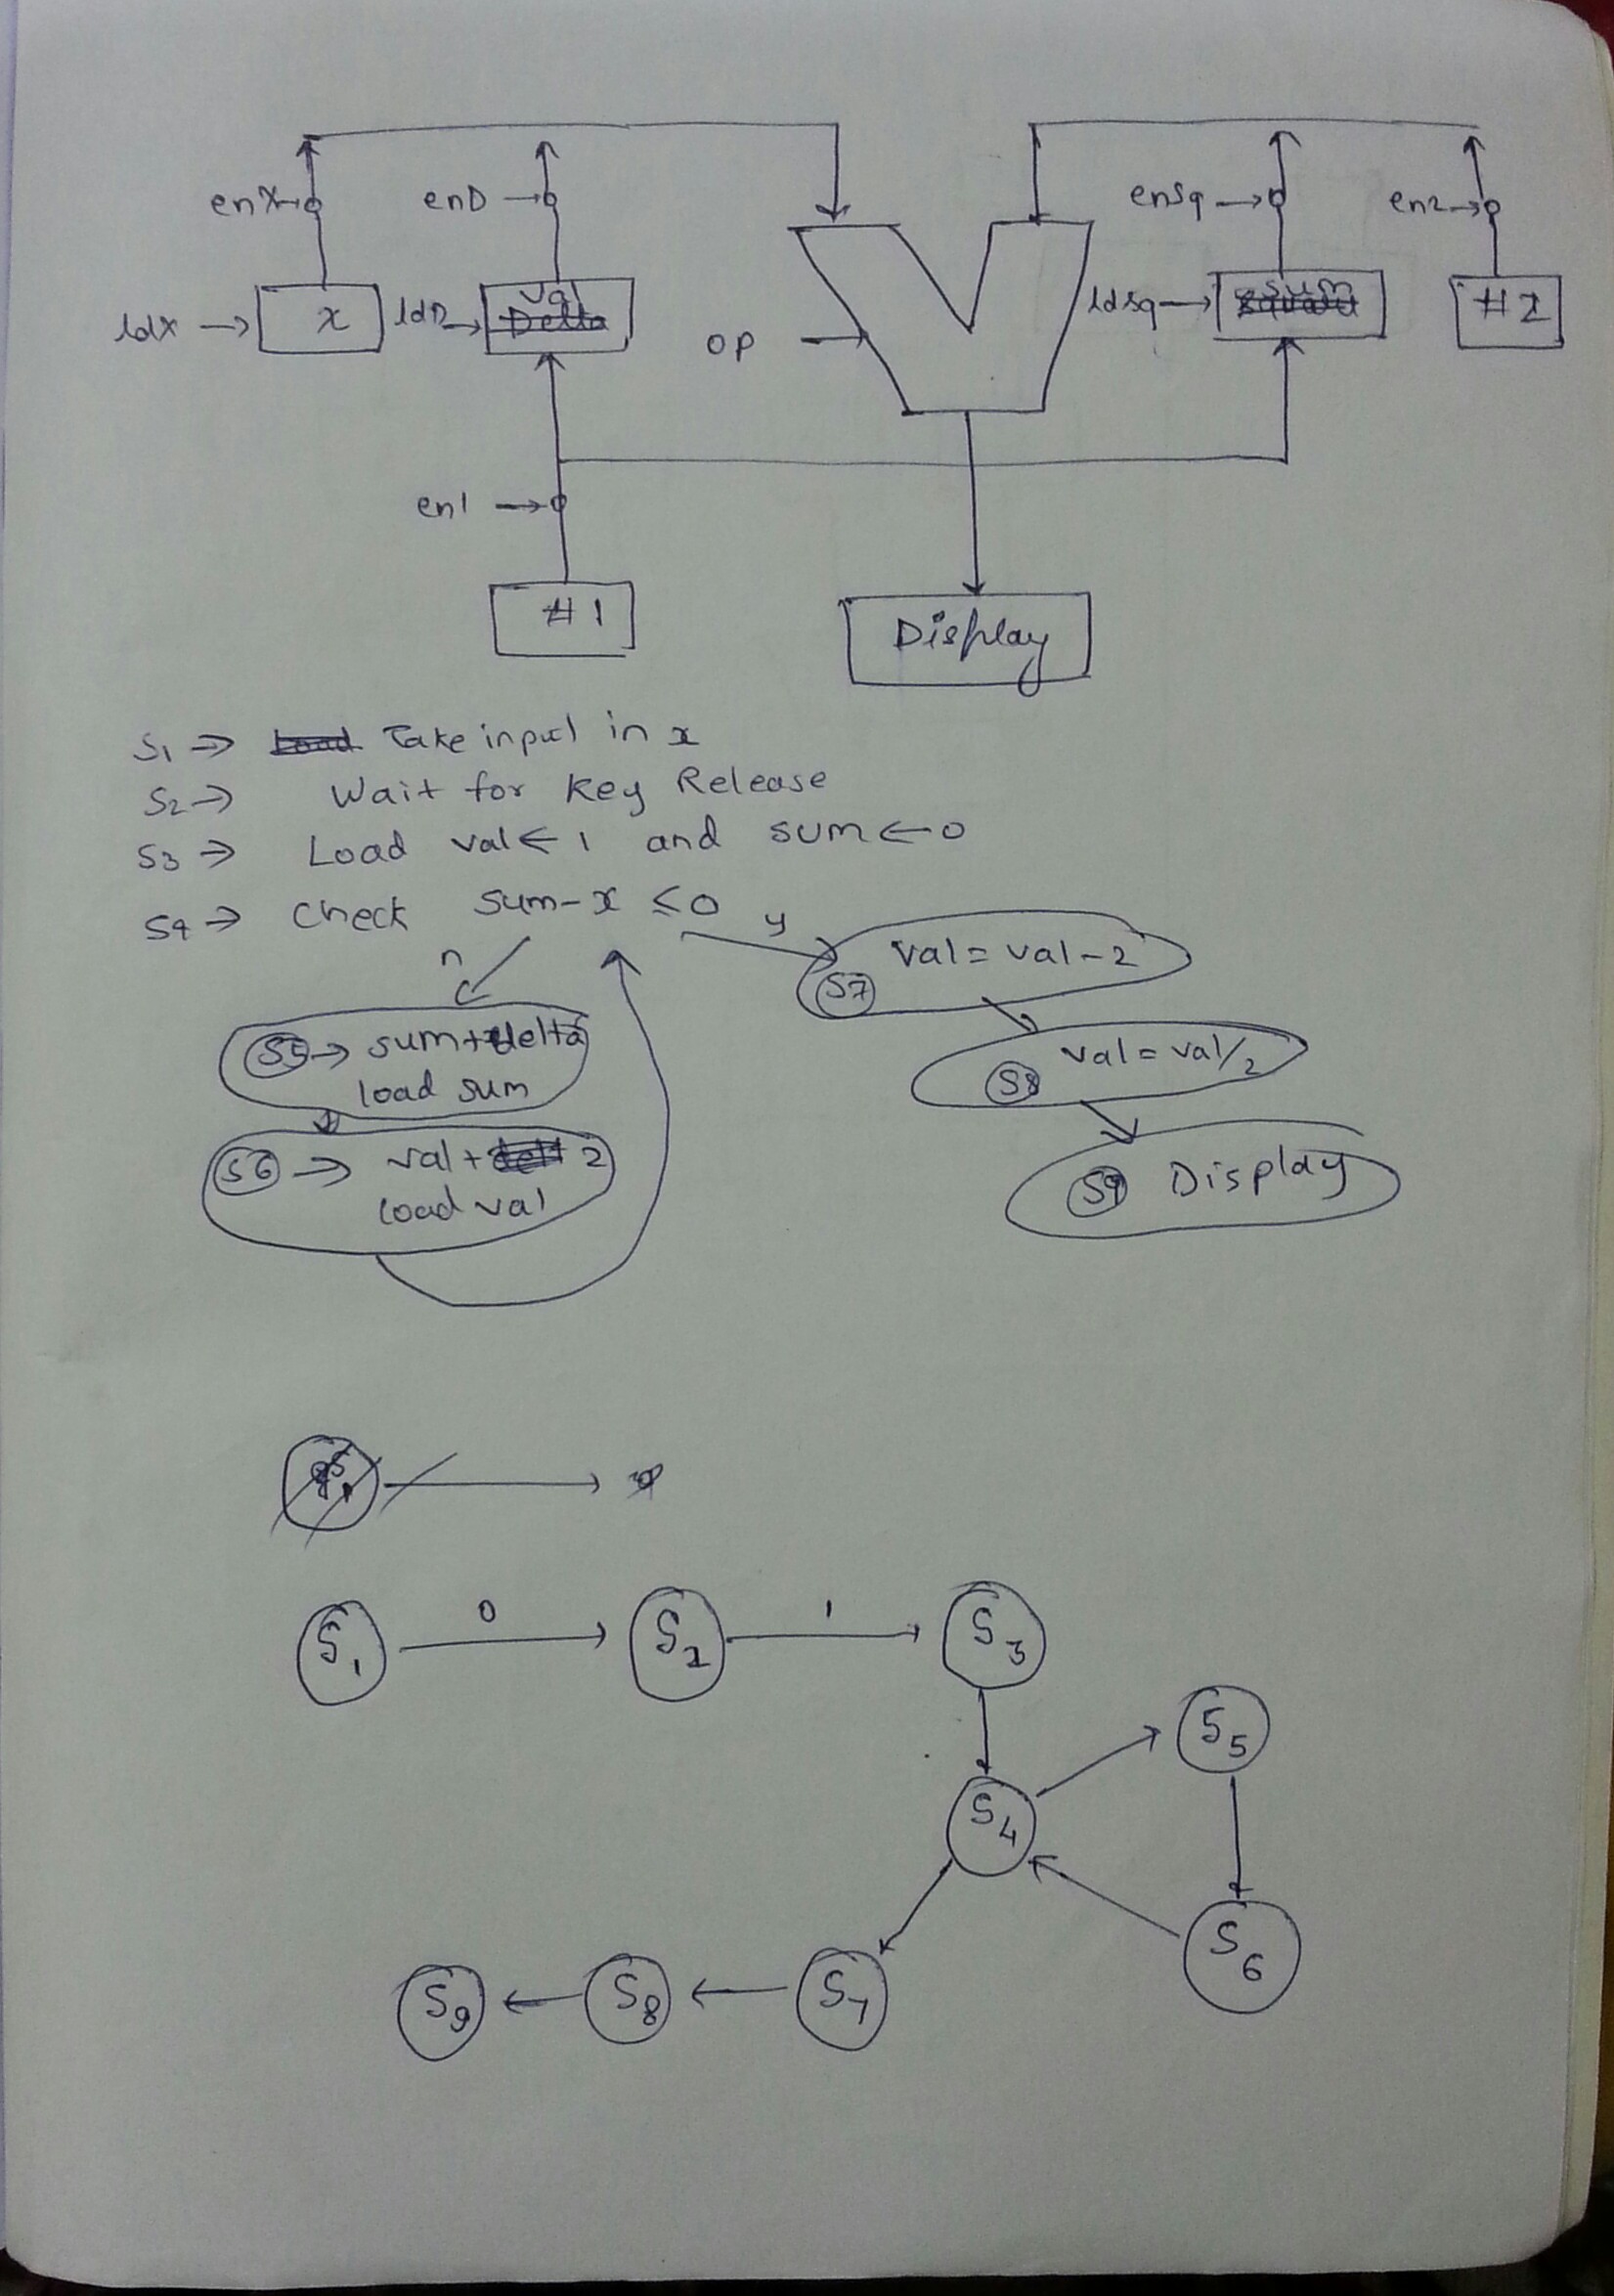 enX enD enSq en2
ldX x ldD Val Delta op ldSq sum #2
en1
#1 Display
S1 → Load Take input in x
S2 → Wait for Key Release
S3 → Load val ← 1 and sum ← 0
S4 → Check sum - x ≤ 0
n y
S7 Val = val - 2
S5 → sum + delta
load sum
S8 val = val/2
S6 → val + 2
load val
S9 Display
S1 0 S2 1 S3
S5
S4
S6
S9 S8 S7